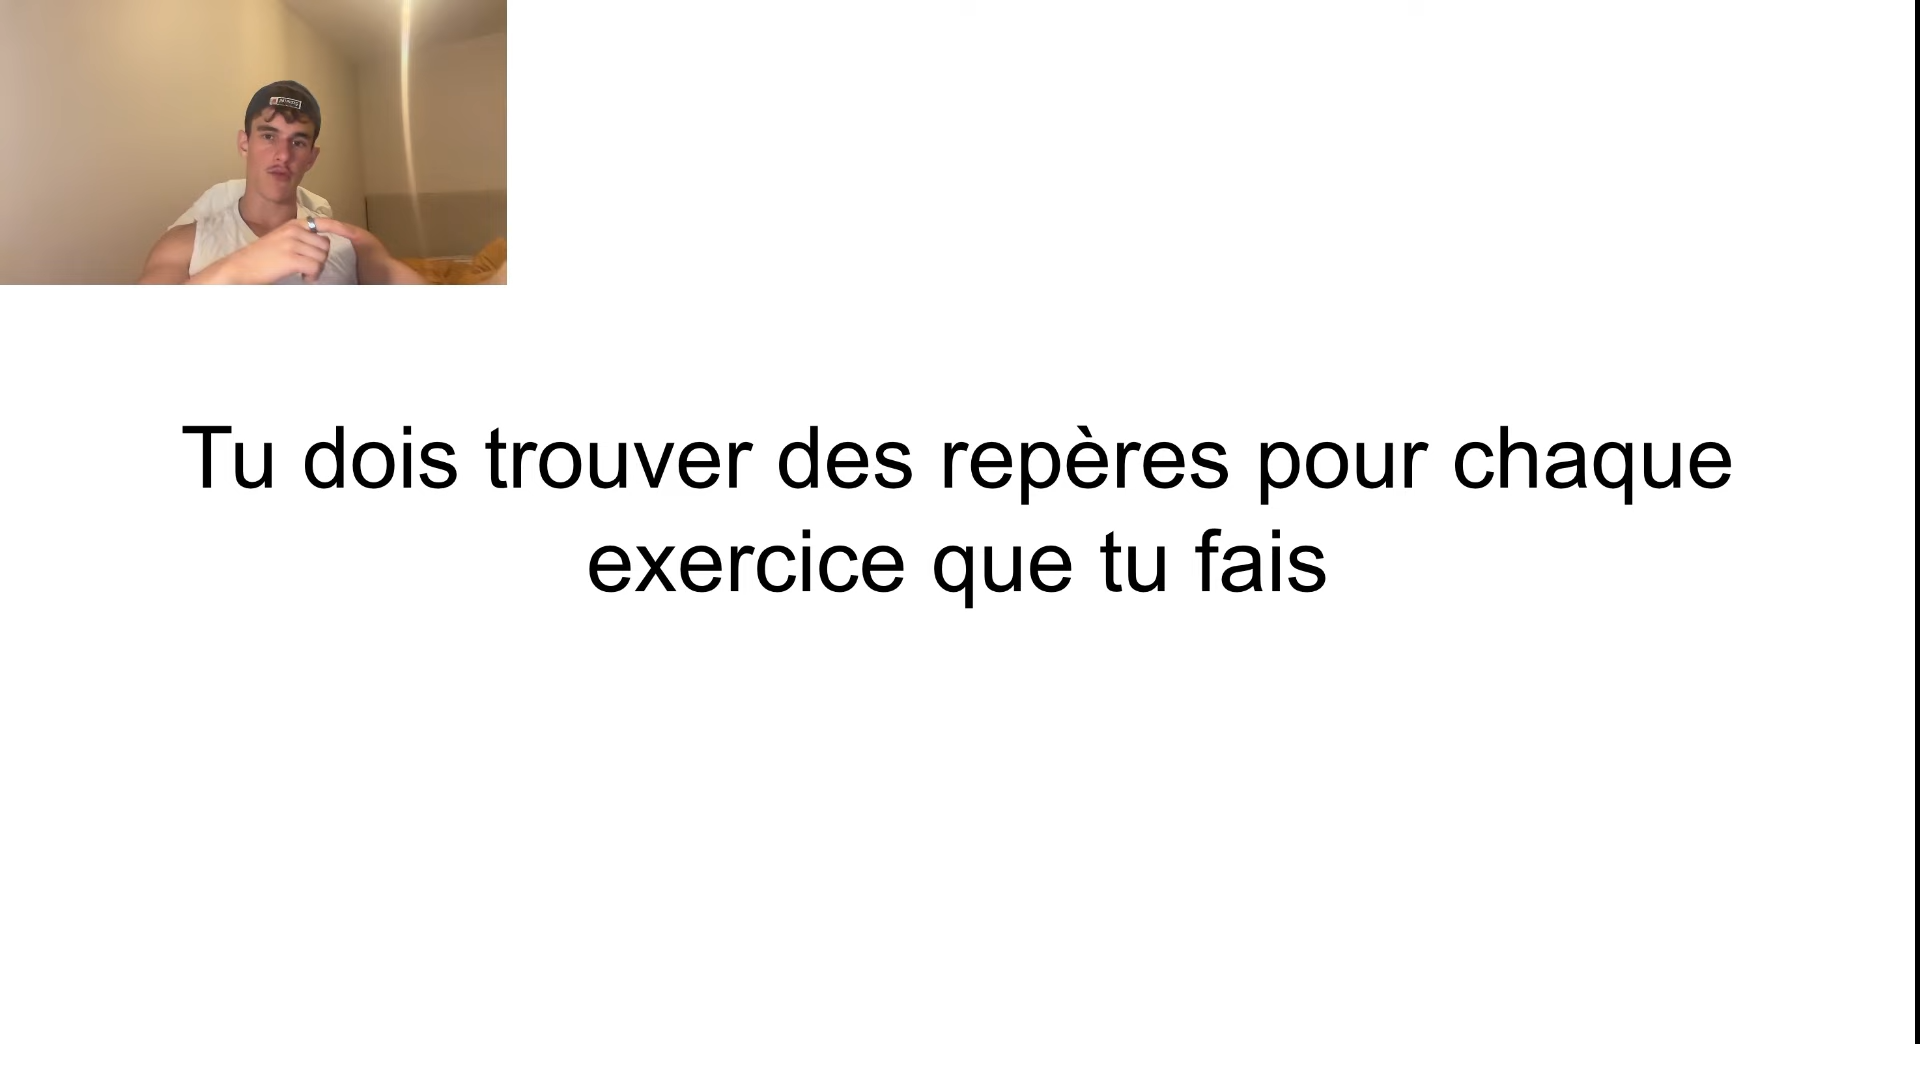 Tu dois trouver des repères pour chaque
exercice que tu fais